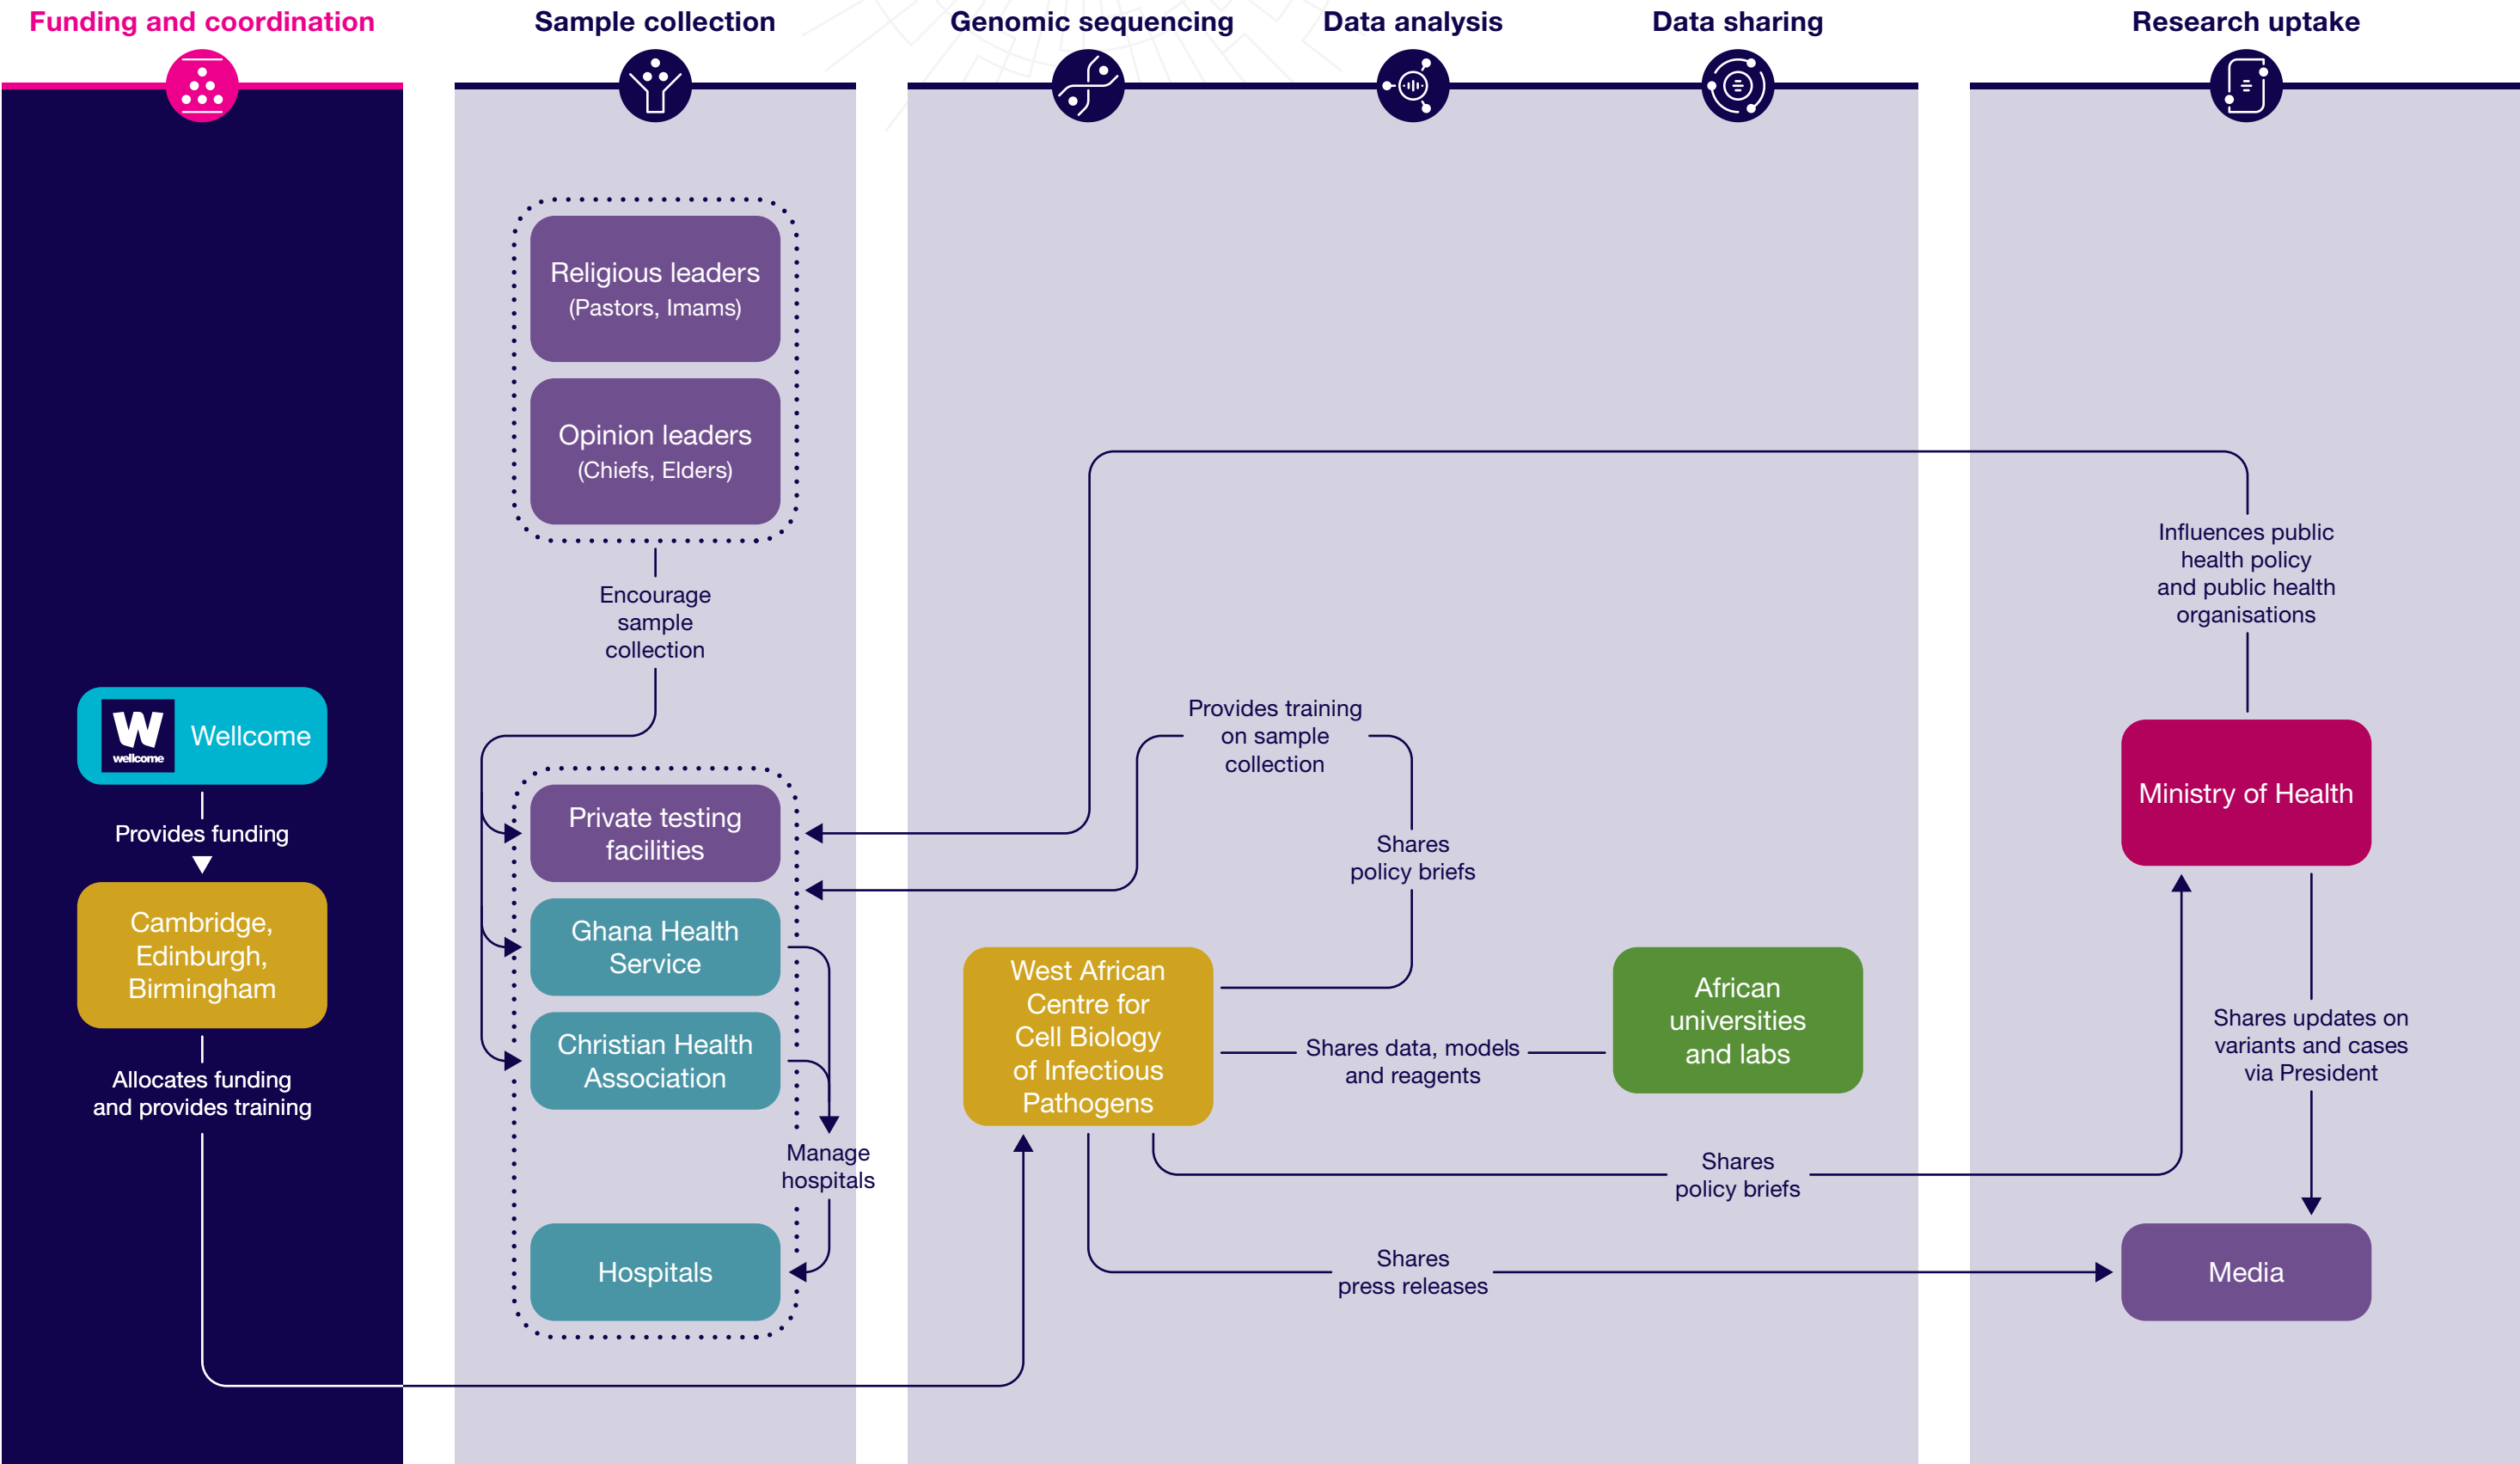 Funding and coordination
Sample collection
Genomic sequencing
Data analysis
Data sharing
Research uptake
Religious leaders
(Pastors, Imams)
Opinion leaders
(Chiefs, Elders)
Encourage
sample
collection
Influences public
health policy
and public health
organisations
W
wellcome
Wellcome
Provides funding
Cambridge,
Edinburgh,
Birmingham
Allocates funding
and provides training
Private testing
facilities
Ghana Health
Service
Christian Health
Association
Manage
hospitals
Hospitals
Provides training
on sample
collection
Shares
policy briefs
West African
Centre for
Cell Biology
of Infectious
Pathogens
Shares data, models
and reagents
African
universities
and labs
Shares
policy briefs
Shares
press releases
Ministry of Health
Shares updates on
variants and cases
via President
Media